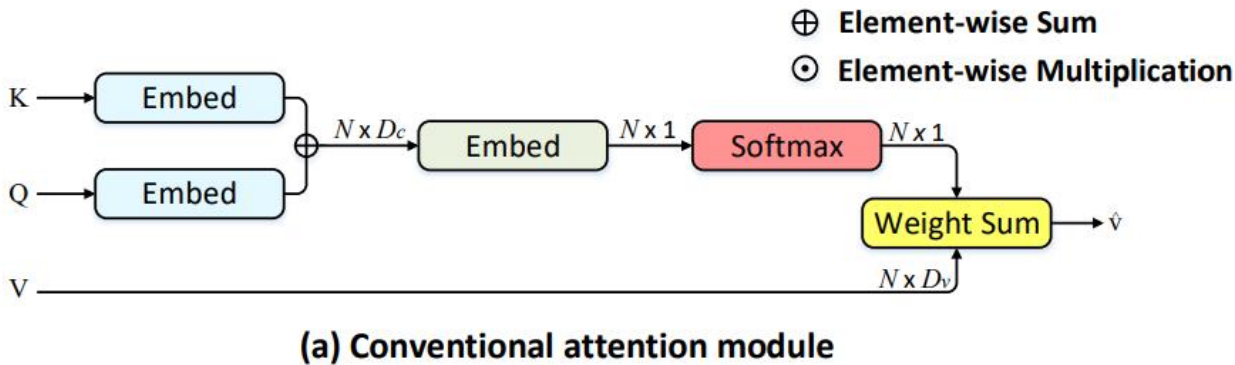 ⊕ Element-wise Sum
⊙ Element-wise Multiplication
K
Embed
Q
Embed
N x Dc
Embed
N x 1
Softmax
N x 1
Weight Sum
v̂
V
N x Dv
(a) Conventional attention module